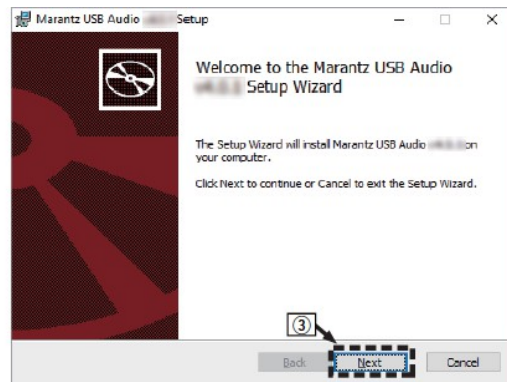 Marantz USB Audio Setup
Welcome to the Marantz USB Audio
Setup Wizard
The Setup Wizard will install Marantz USB Audio on
your computer.
Click Next to continue or Cancel to exit the Setup Wizard.
③
Back Next Cancel